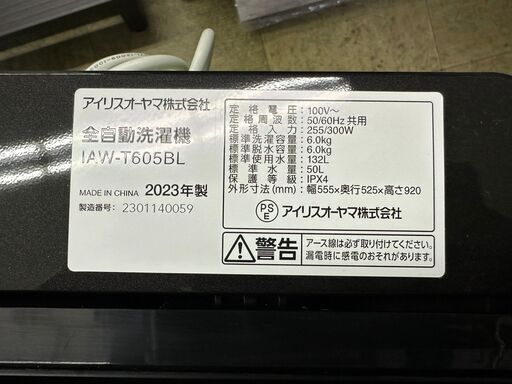 アイリスオーヤマ株式会社
全自動洗濯機
IAW-T605BL
MADE IN CHINA 2023年製
製造番号: 2301140059
定格電圧: 100V~
定格周波数: 50/60Hz 共用
定格入力: 255/300W
標準洗濯容量: 6.0kg
標準脱水容量: 6.0kg
標準使用水量: 132L
標準水量: 50L
保護等級: IPX4
外形寸法(mm): 幅555×奥行525×高さ920
PS
E
アイリスオーヤマ株式会社
警告
アース線は必ず取り付けてください。
漏電時に感電のおそれがあります。